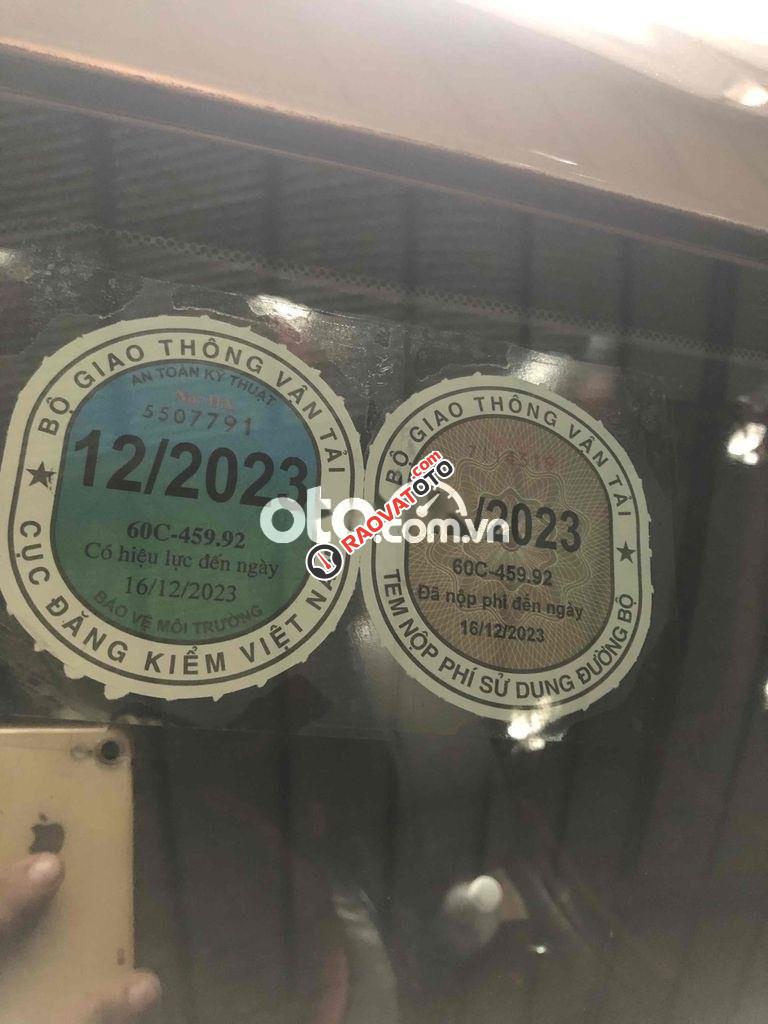 BỘ GIAO THÔNG VẬN TẢI
AN TOÀN KỸ THUẬT
5507791
12/2023
60C-459.92
Có hiệu lực đến ngày
16/12/2023
BẢO VỆ MÔI TRƯỜNG
CỤC ĐĂNG KIỂM VIỆT NAM
BỘ GIAO THÔNG VẬN TẢI
/2023
60C-459.92
Đã nộp phí đến ngày
16/12/2023
TEM NỘP PHÍ SỬ DỤNG ĐƯỜNG BỘ
RAOVATOTO
.com
.com.vn